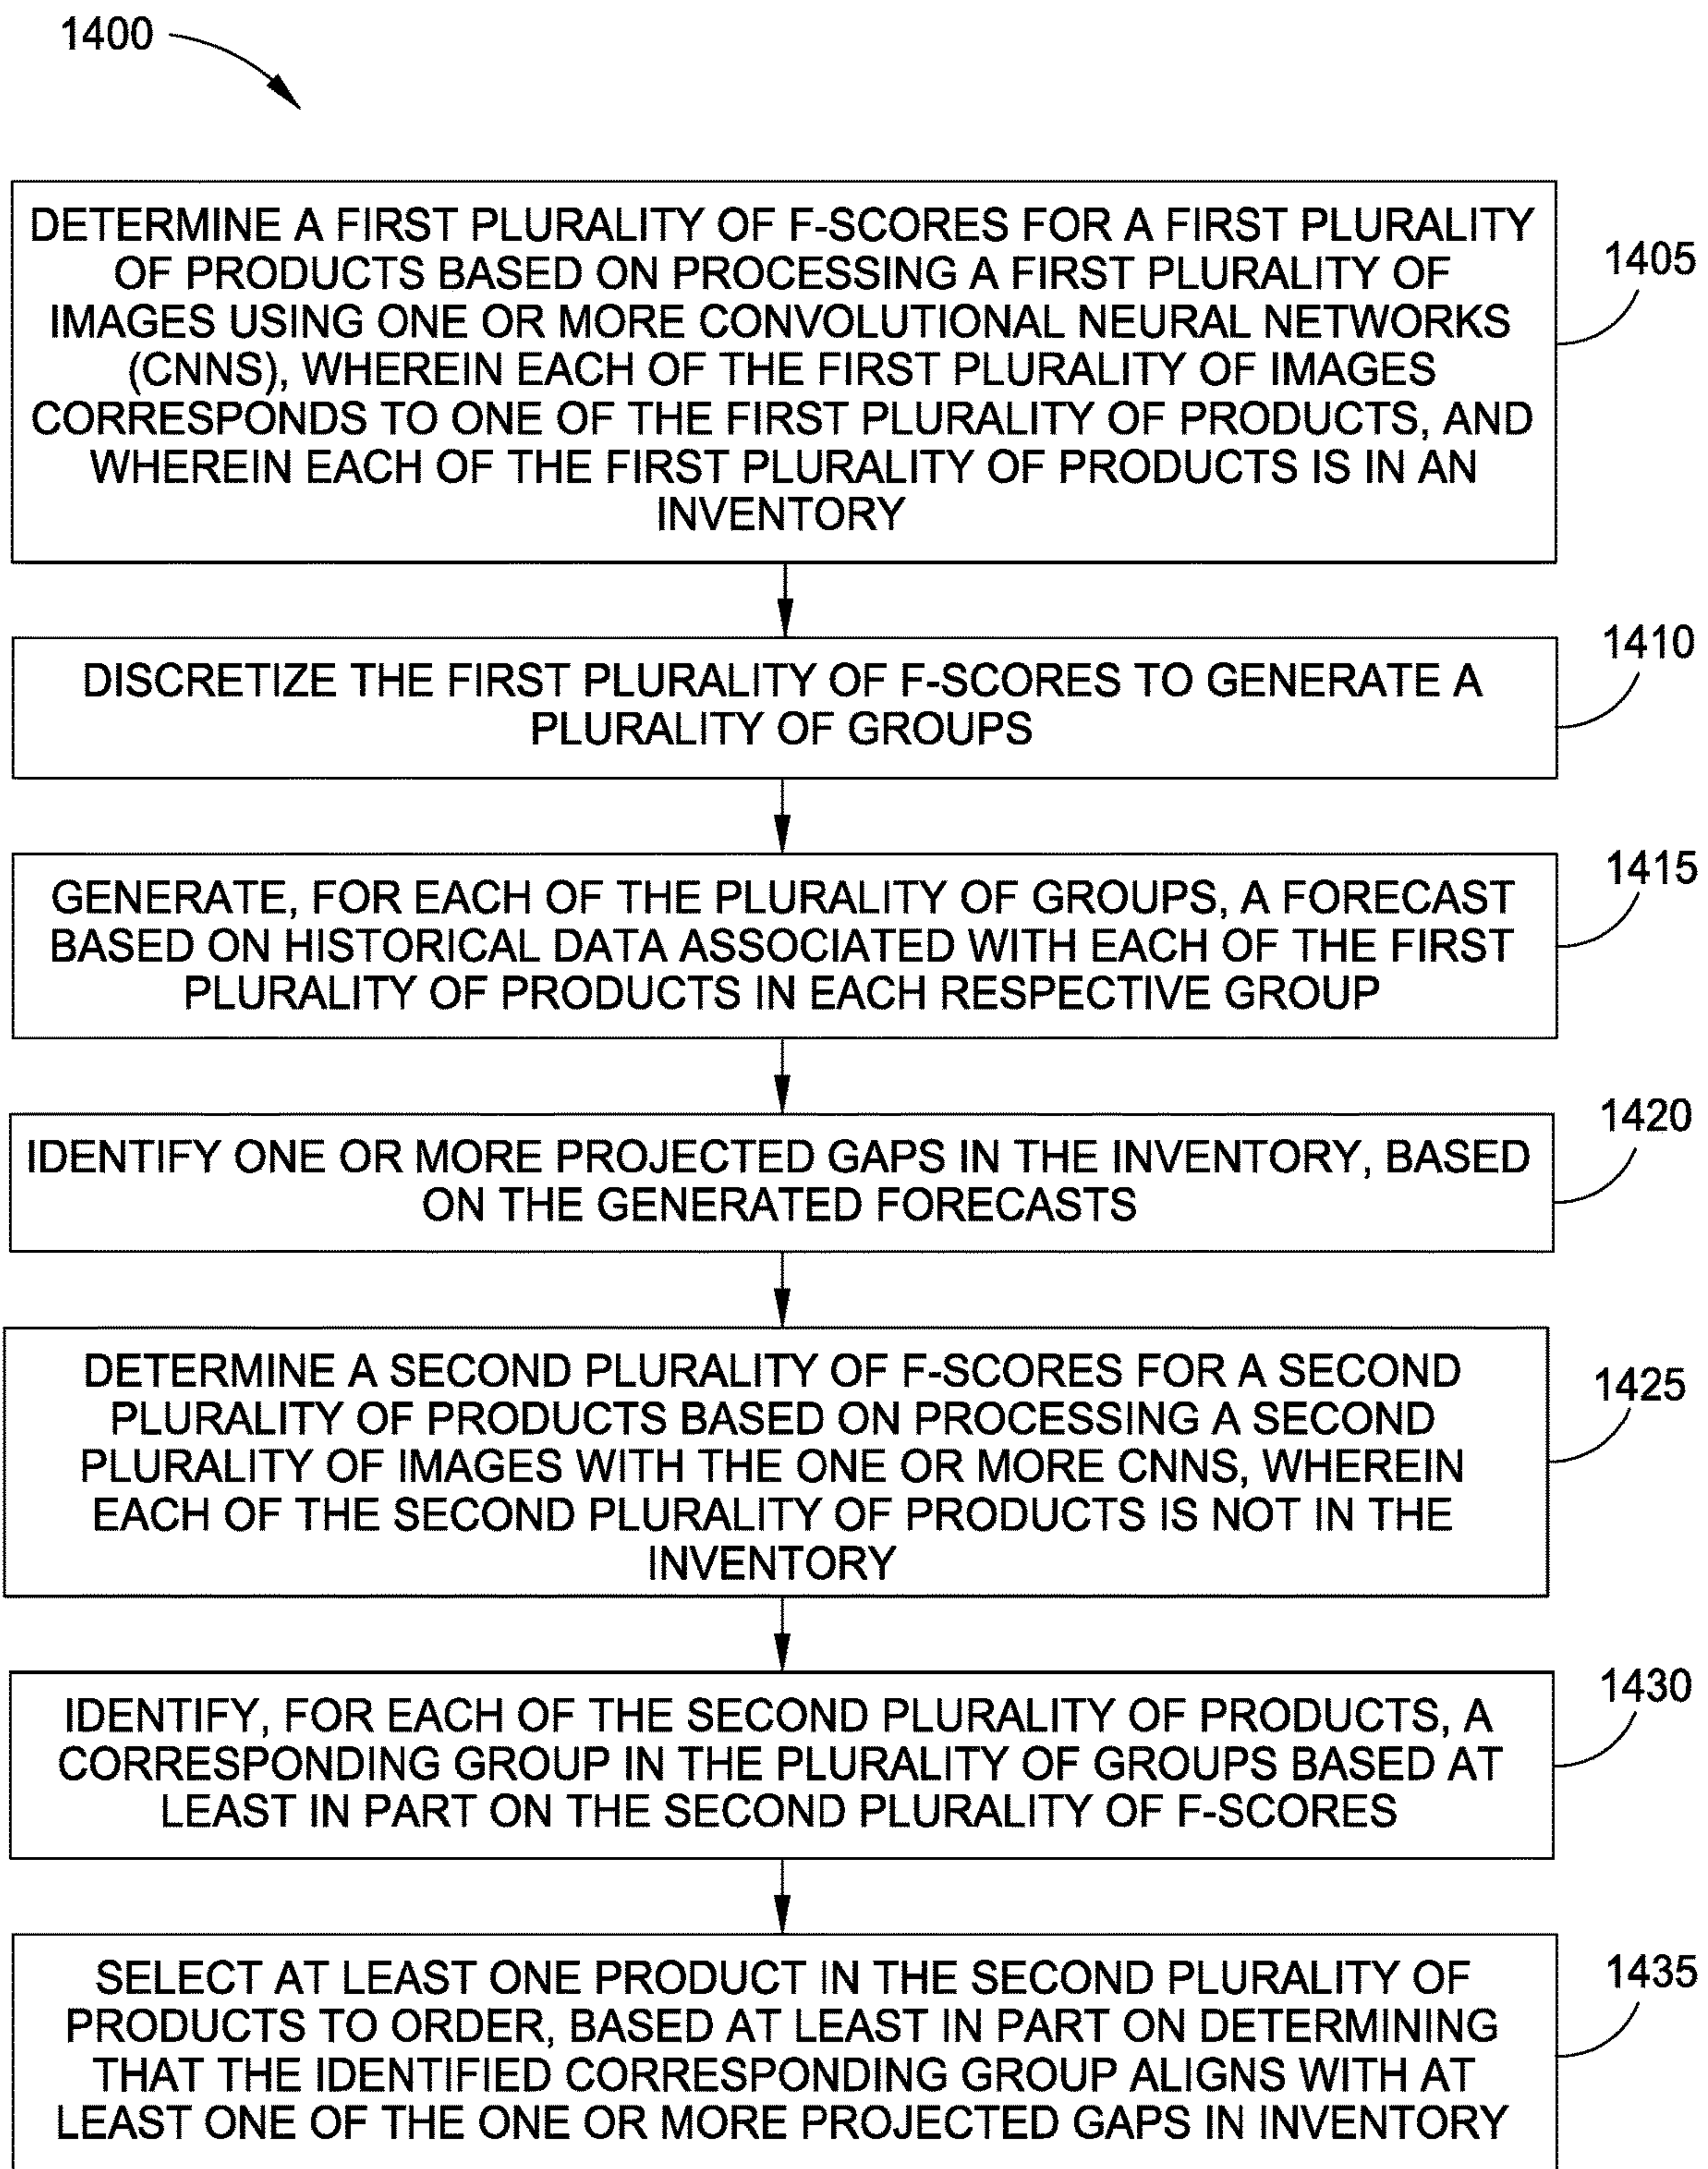 1400
DETERMINE A FIRST PLURALITY OF F-SCORES FOR A FIRST PLURALITY
OF PRODUCTS BASED ON PROCESSING A FIRST PLURALITY OF
IMAGES USING ONE OR MORE CONVOLUTIONAL NEURAL NETWORKS
(CNNS), WHEREIN EACH OF THE FIRST PLURALITY OF IMAGES
CORRESPONDS TO ONE OF THE FIRST PLURALITY OF PRODUCTS, AND
WHEREIN EACH OF THE FIRST PLURALITY OF PRODUCTS IS IN AN
INVENTORY
1405
DISCRETIZE THE FIRST PLURALITY OF F-SCORES TO GENERATE A
PLURALITY OF GROUPS
1410
GENERATE, FOR EACH OF THE PLURALITY OF GROUPS, A FORECAST
BASED ON HISTORICAL DATA ASSOCIATED WITH EACH OF THE FIRST
PLURALITY OF PRODUCTS IN EACH RESPECTIVE GROUP
1415
IDENTIFY ONE OR MORE PROJECTED GAPS IN THE INVENTORY, BASED
ON THE GENERATED FORECASTS
1420
DETERMINE A SECOND PLURALITY OF F-SCORES FOR A SECOND
PLURALITY OF PRODUCTS BASED ON PROCESSING A SECOND
PLURALITY OF IMAGES WITH THE ONE OR MORE CNNS, WHEREIN
EACH OF THE SECOND PLURALITY OF PRODUCTS IS NOT IN THE
INVENTORY
1425
IDENTIFY, FOR EACH OF THE SECOND PLURALITY OF PRODUCTS, A
CORRESPONDING GROUP IN THE PLURALITY OF GROUPS BASED AT
LEAST IN PART ON THE SECOND PLURALITY OF F-SCORES
1430
SELECT AT LEAST ONE PRODUCT IN THE SECOND PLURALITY OF
PRODUCTS TO ORDER, BASED AT LEAST IN PART ON DETERMINING
THAT THE IDENTIFIED CORRESPONDING GROUP ALIGNS WITH AT
LEAST ONE OF THE ONE OR MORE PROJECTED GAPS IN INVENTORY
1435